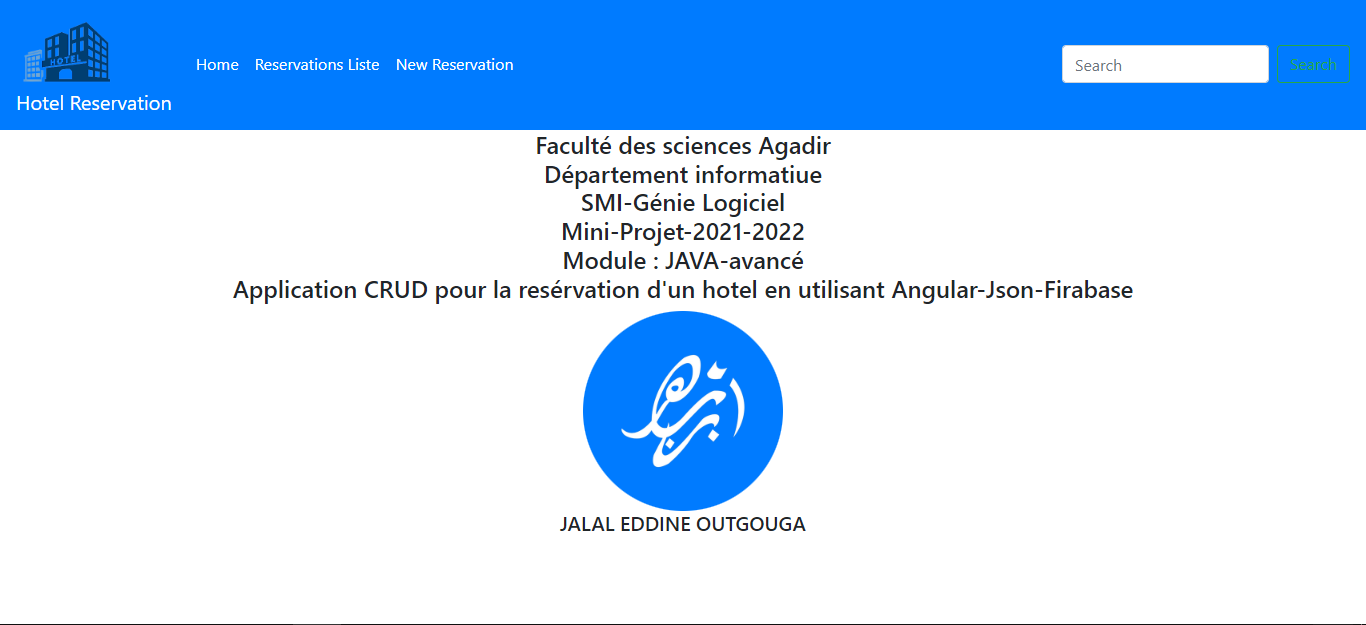 HOTEL
Hotel Reservation
Home
Reservations Liste
New Reservation
Search
Search
Faculté des sciences Agadir
Département informatiue
SMI-Génie Logiciel
Mini-Projet-2021-2022
Module : JAVA-avancé
Application CRUD pour la resérvation d'un hotel en utilisant Angular-Json-Firabase
JALAL EDDINE OUTGOUGA